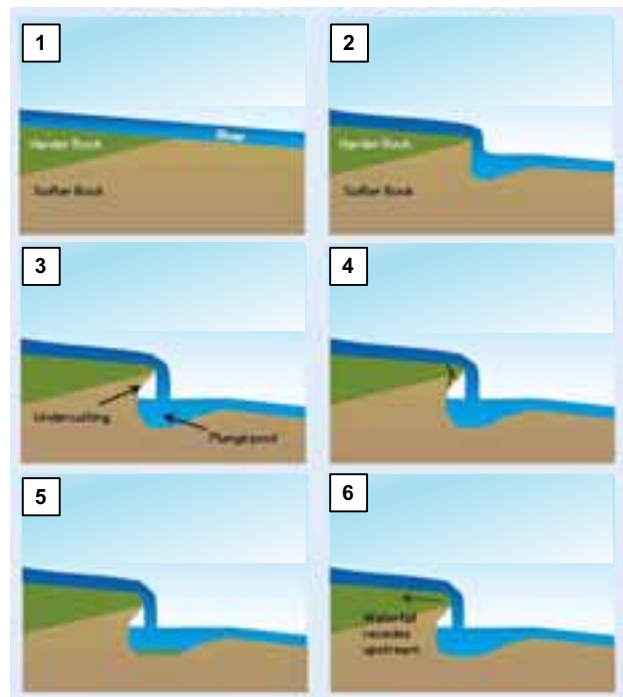 1
2
River
Harder Rock
Softer Rock
Harder Rock
Softer Rock
3
4
Undercutting
Plunge pool
5
6
Waterfall
recedes
upstream